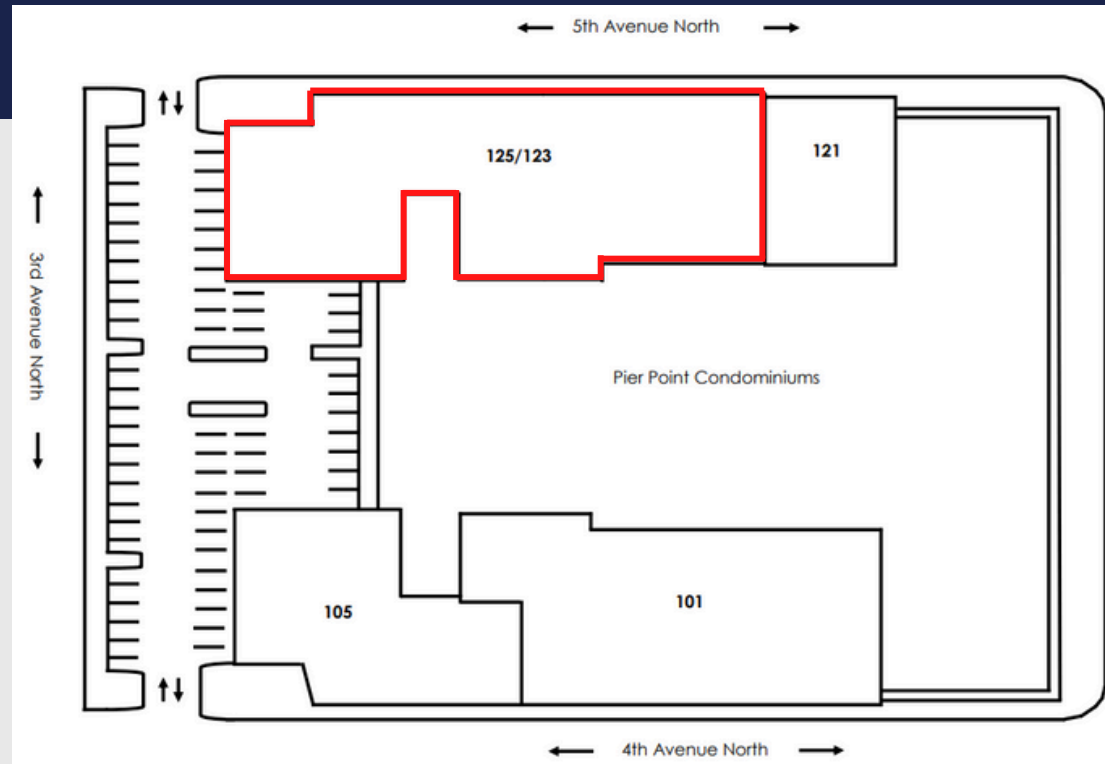 5th Avenue North
125/123
121
3rd Avenue North
Pier Point Condominiums
105
101
4th Avenue North